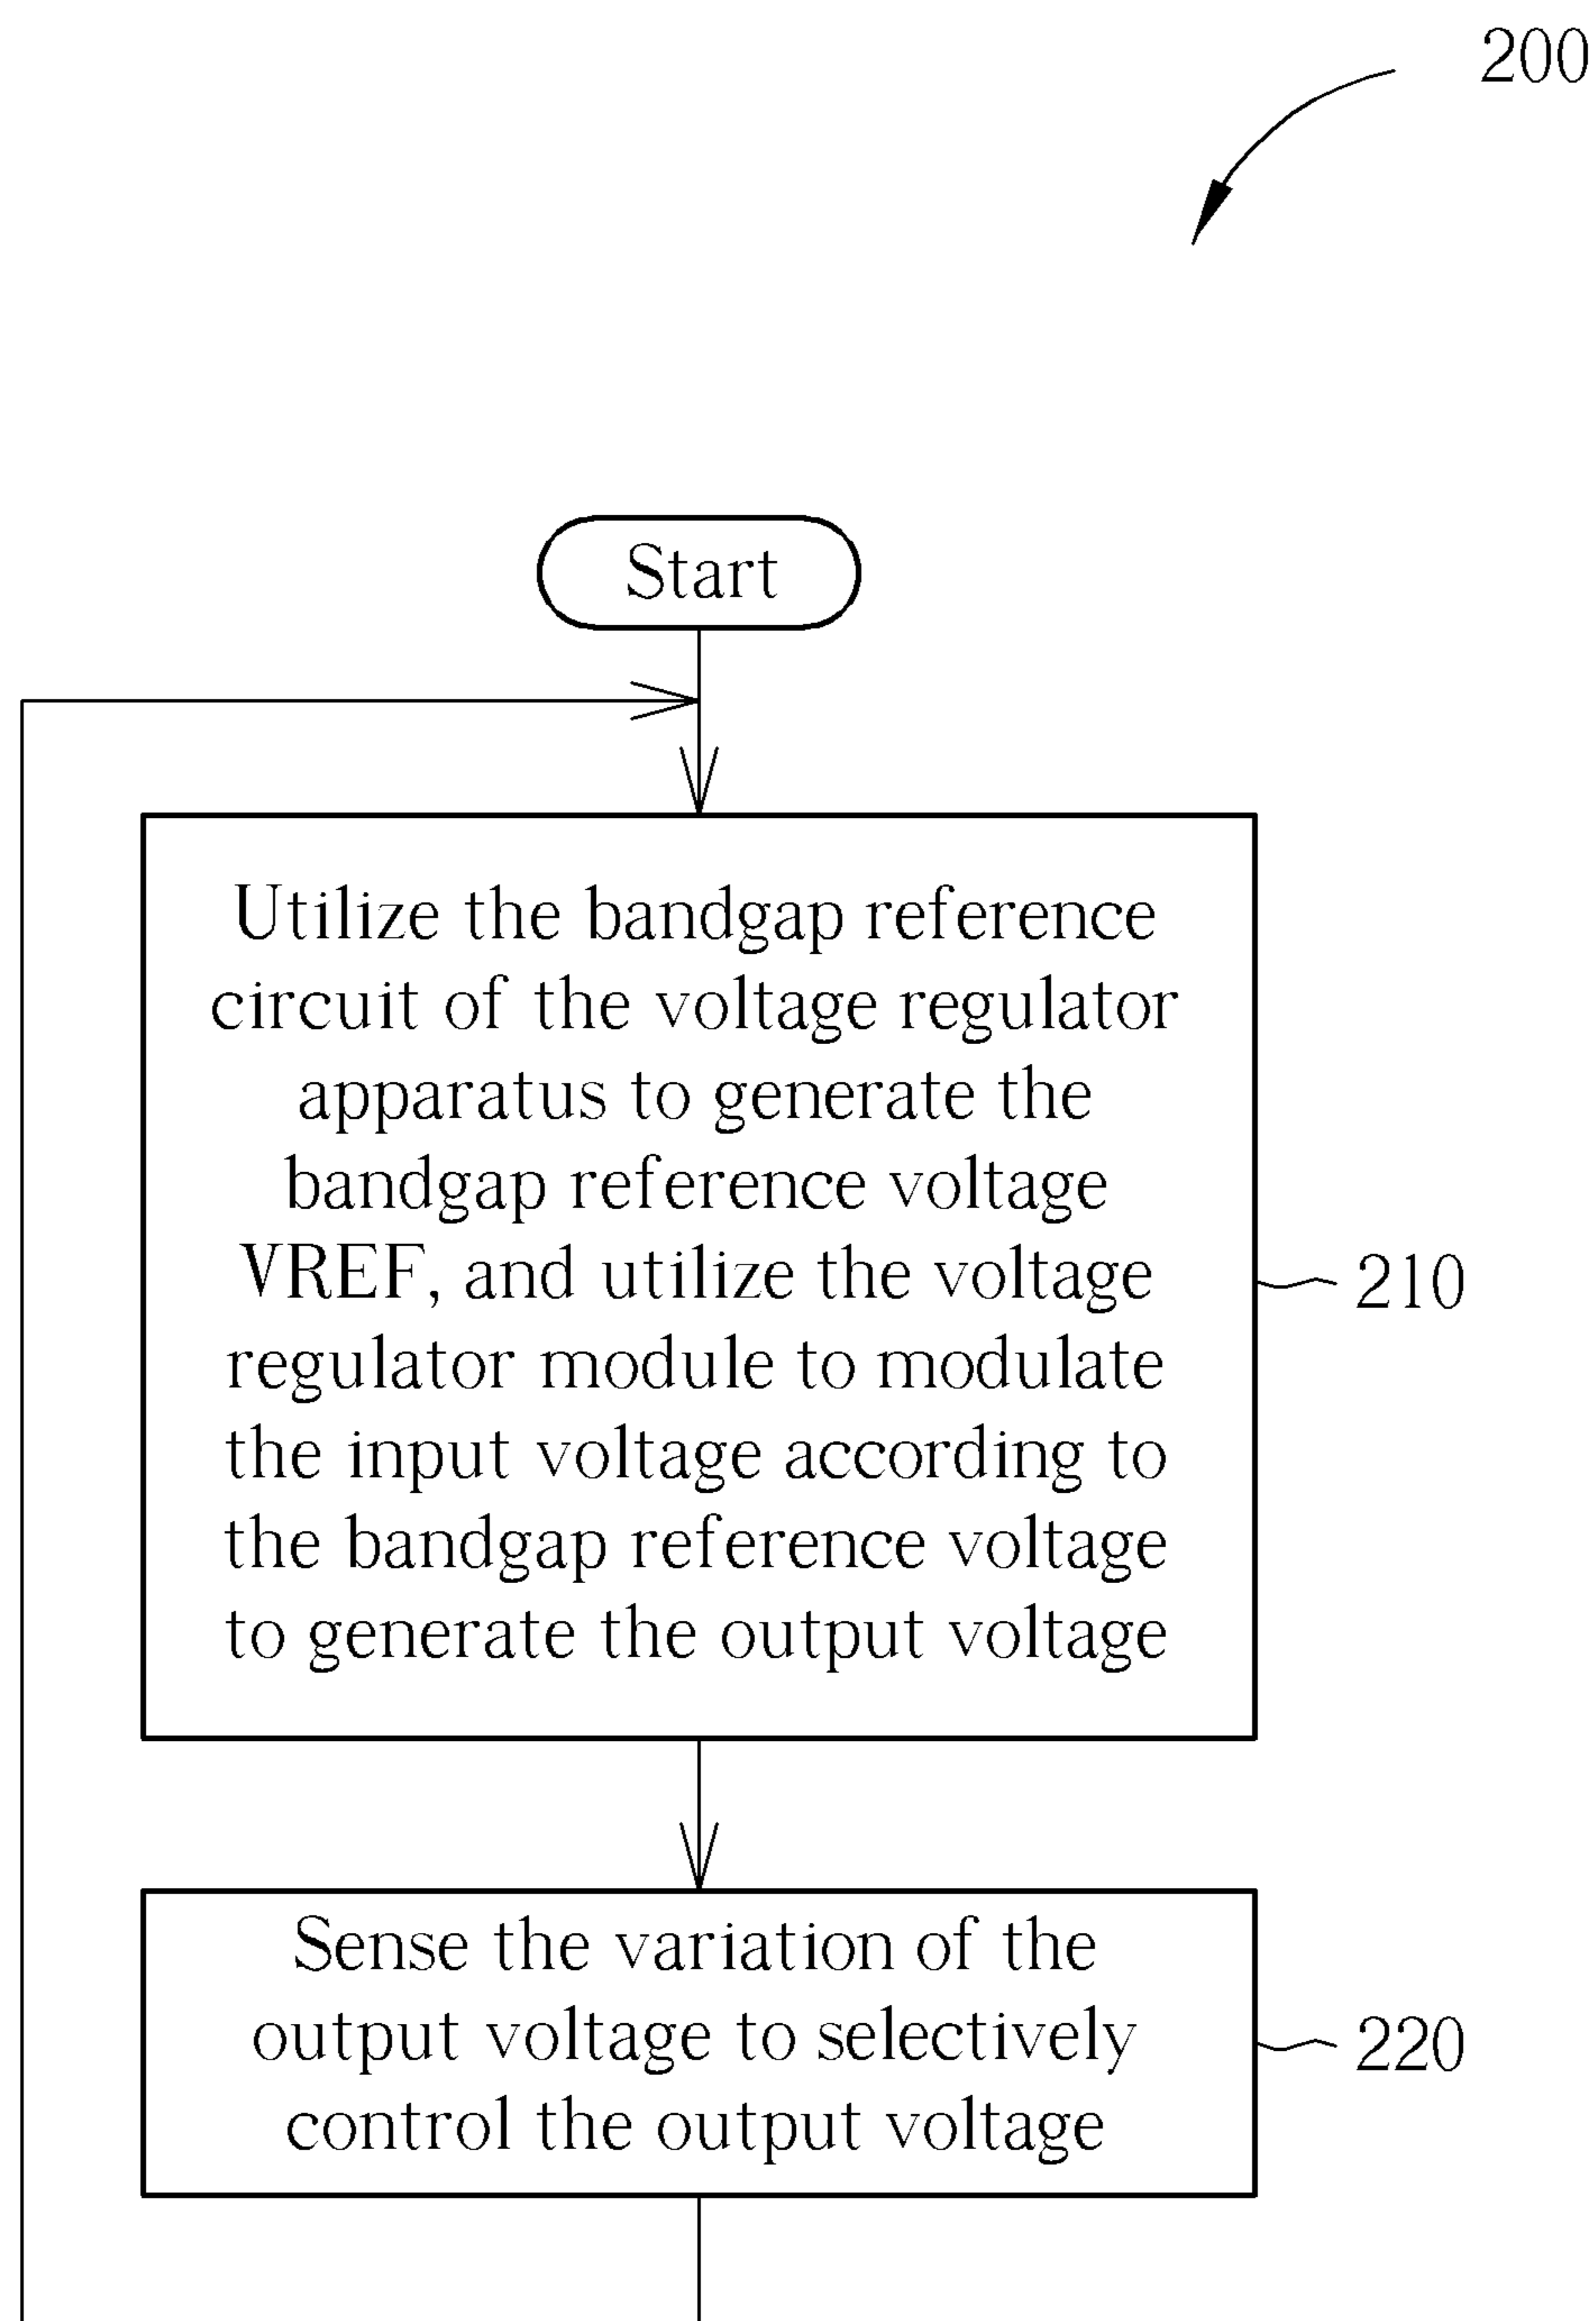 200
Start
Utilize the bandgap reference
circuit of the voltage regulator
apparatus to generate the
bandgap reference voltage
VREF, and utilize the voltage
regulator module to modulate
the input voltage according to
the bandgap reference voltage
to generate the output voltage
210
Sense the variation of the
output voltage to selectively
control the output voltage
220